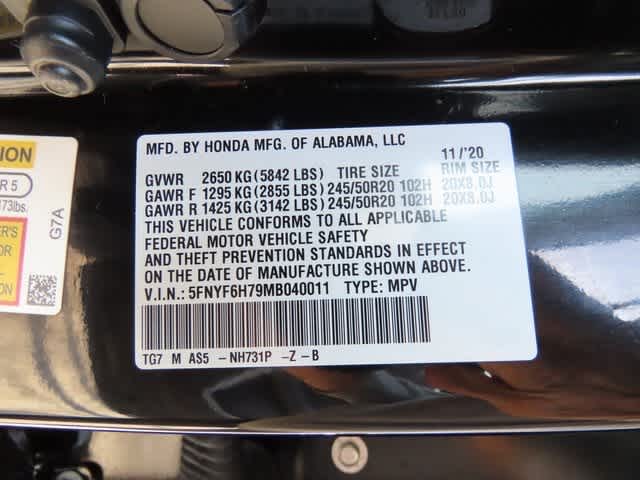 MFD. BY HONDA MFG. OF ALABAMA, LLC 11/'20
GVWR 2650 KG(5842 LBS) TIRE SIZE RIM SIZE
GAWR F 1295 KG(2855 LBS)245/50R20 102H 20X8.0J
GAWR R 1425 KG(3142 LBS)245/50R20 102H 20X8.0J
THIS VEHICLE CONFORMS TO ALL APPLICABLE
FEDERAL MOTOR VEHICLE SAFETY
AND THEFT PREVENTION STANDARDS IN EFFECT
ON THE DATE OF MANUFACTURE SHOWN ABOVE.
V.I.N.: 5FNYF6H79MB040011 TYPE: MPV
TG7 M AS5 -NH731P -Z -B
ION
R 5
173lbs.
G7A